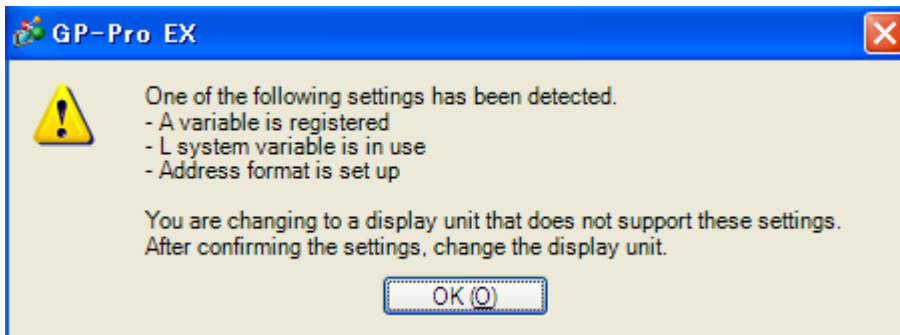 GP-Pro EX
One of the following settings has been detected.
- A variable is registered
- L system variable is in use
- Address format is set up
You are changing to a display unit that does not support these settings.
After confirming the settings, change the display unit.
OK (O)